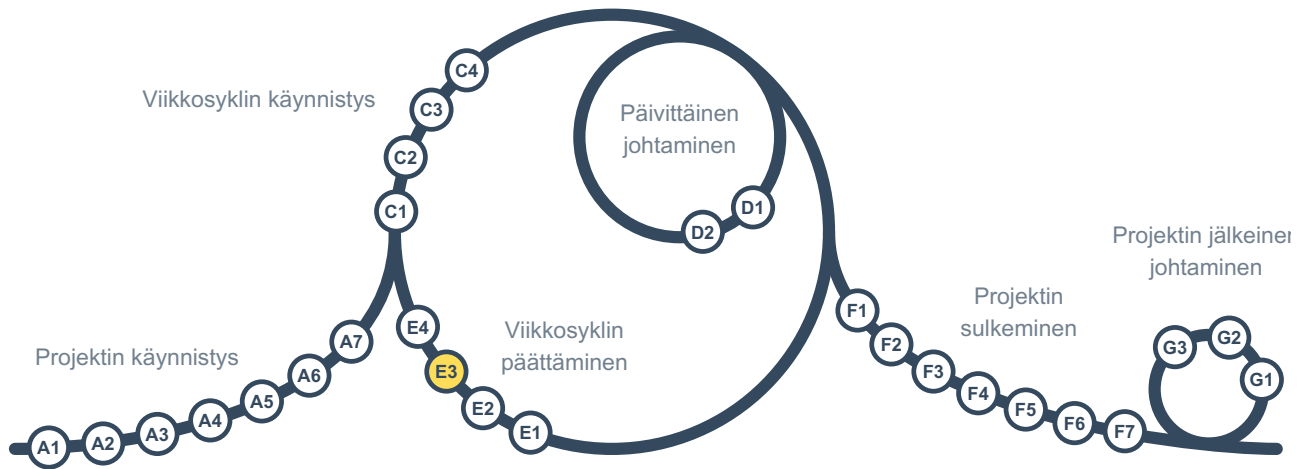 Viikkosyklin käynnistys
C4
C3
C2
C1
Päivittäinen
johtaminen
D1
D2
Projektin käynnistys
A1
A2
A3
A4
A5
A6
A7
E4
E3
E2
E1
Viikkosyklin
päättäminen
F1
F2
F3
F4
F5
F6
F7
Projektin
sulkeminen
Projektin jälkeinen
johtaminen
G3
G2
G1